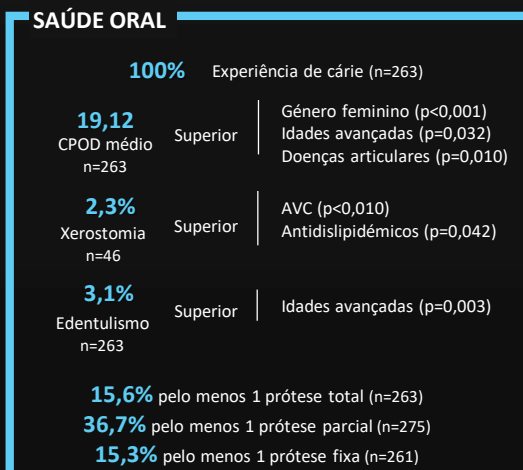 SAÚDE ORAL
100% Experiência de cárie (n=263)
19,12
CPOD médio
n=263
Superior
Género feminino (p<0,001)
Idades avançadas (p=0,032)
Doenças articulares (p=0,010)
2,3%
Xerostomia
n=46
Superior
AVC (p<0,010)
Antidislipidémicos (p=0,042)
3,1%
Edentulismo
n=263
Superior
Idades avançadas (p=0,003)
15,6% pelo menos 1 prótese total (n=263)
36,7% pelo menos 1 prótese parcial (n=275)
15,3% pelo menos 1 prótese fixa (n=261)